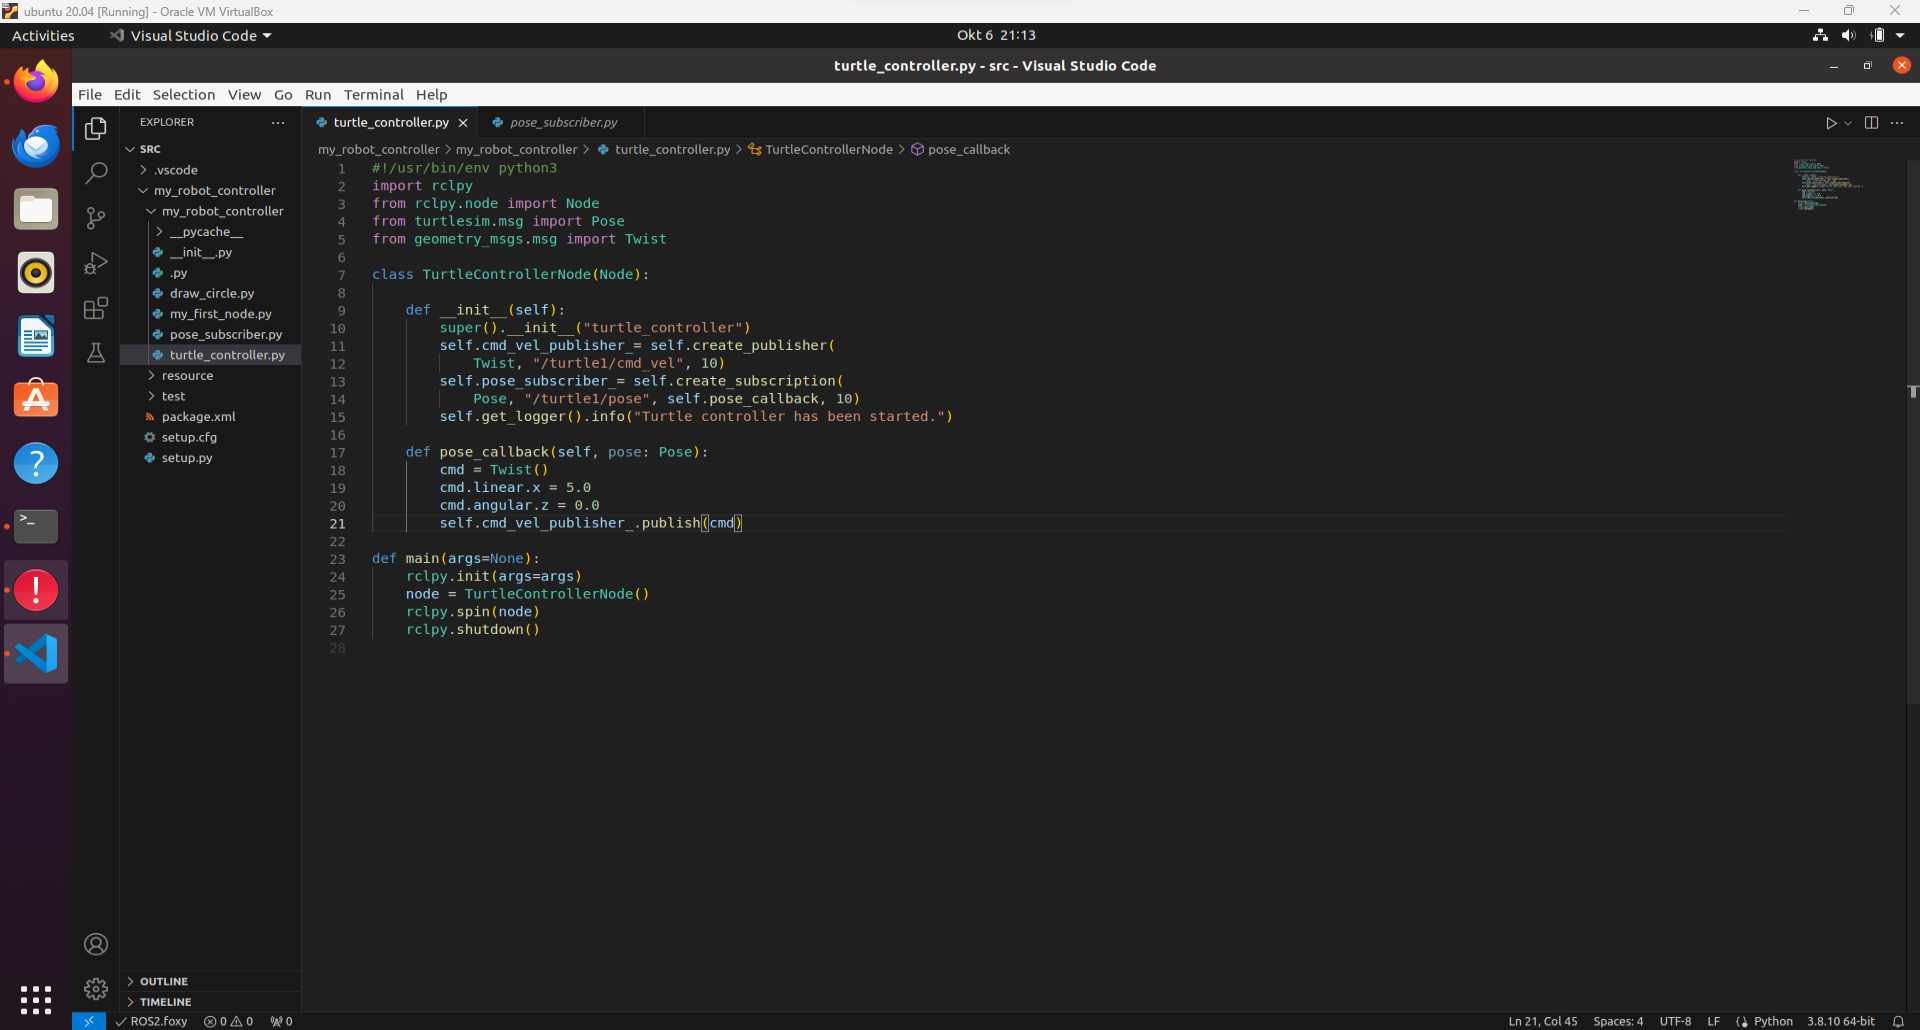 ubuntu 20.04 [Running] - Oracle VM VirtualBox
Activities
Visual Studio Code
Okt 6 21:13
turtle_controller.py - src - Visual Studio Code
File Edit Selection View Go Run Terminal Help
EXPLORER
SRC
.vscode
my_robot_controller
my_robot_controller
__pycache__
__init__.py
.py
draw_circle.py
my_first_node.py
pose_subscriber.py
turtle_controller.py
resource
test
package.xml
setup.cfg
setup.py
OUTLINE
TIMELINE
turtle_controller.py
pose_subscriber.py
my_robot_controller > my_robot_controller > turtle_controller.py > TurtleControllerNode > pose_callback
1 #!/usr/bin/env python3
2 import rclpy
3 from rclpy.node import Node
4 from turtlesim.msg import Pose
5 from geometry_msgs.msg import Twist
6
7 class TurtleControllerNode(Node):
8
9     def __init__(self):
10         super().__init__("turtle_controller")
11         self.cmd_vel_publisher_= self.create_publisher(
12             Twist, "/turtle1/cmd_vel", 10)
13         self.pose_subscriber_= self.create_subscription(
14             Pose, "/turtle1/pose", self.pose_callback, 10)
15         self.get_logger().info("Turtle controller has been started.")
16
17     def pose_callback(self, pose: Pose):
18         cmd = Twist()
19         cmd.linear.x = 5.0
20         cmd.angular.z = 0.0
21         self.cmd_vel_publisher_.publish(cmd)
22
23 def main(args=None):
24     rclpy.init(args=args)
25     node = TurtleControllerNode()
26     rclpy.spin(node)
27     rclpy.shutdown()
28
ROS2.foxy 0 0 0
Ln 21, Col 45 Spaces: 4 UTF-8 LF Python 3.8.10 64-bit